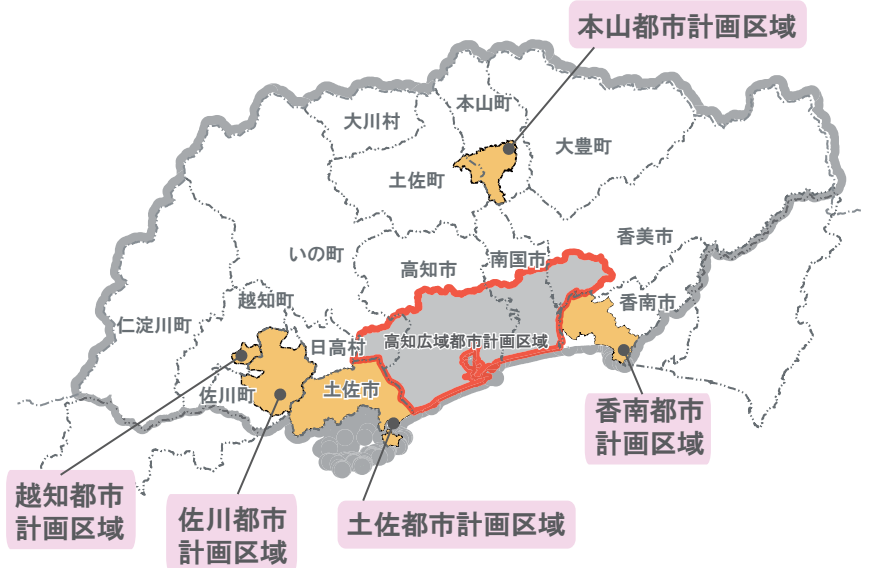 本山都市計画区域
本山町
大川村
大豊町
土佐町
香美市
いの町
南国市
高知市
越知町
香南市
仁淀川町
高知広域都市計画区域
日高村
土佐市
佐川町
香南都市
計画区域
越知都市
計画区域
佐川都市
計画区域
土佐都市計画区域